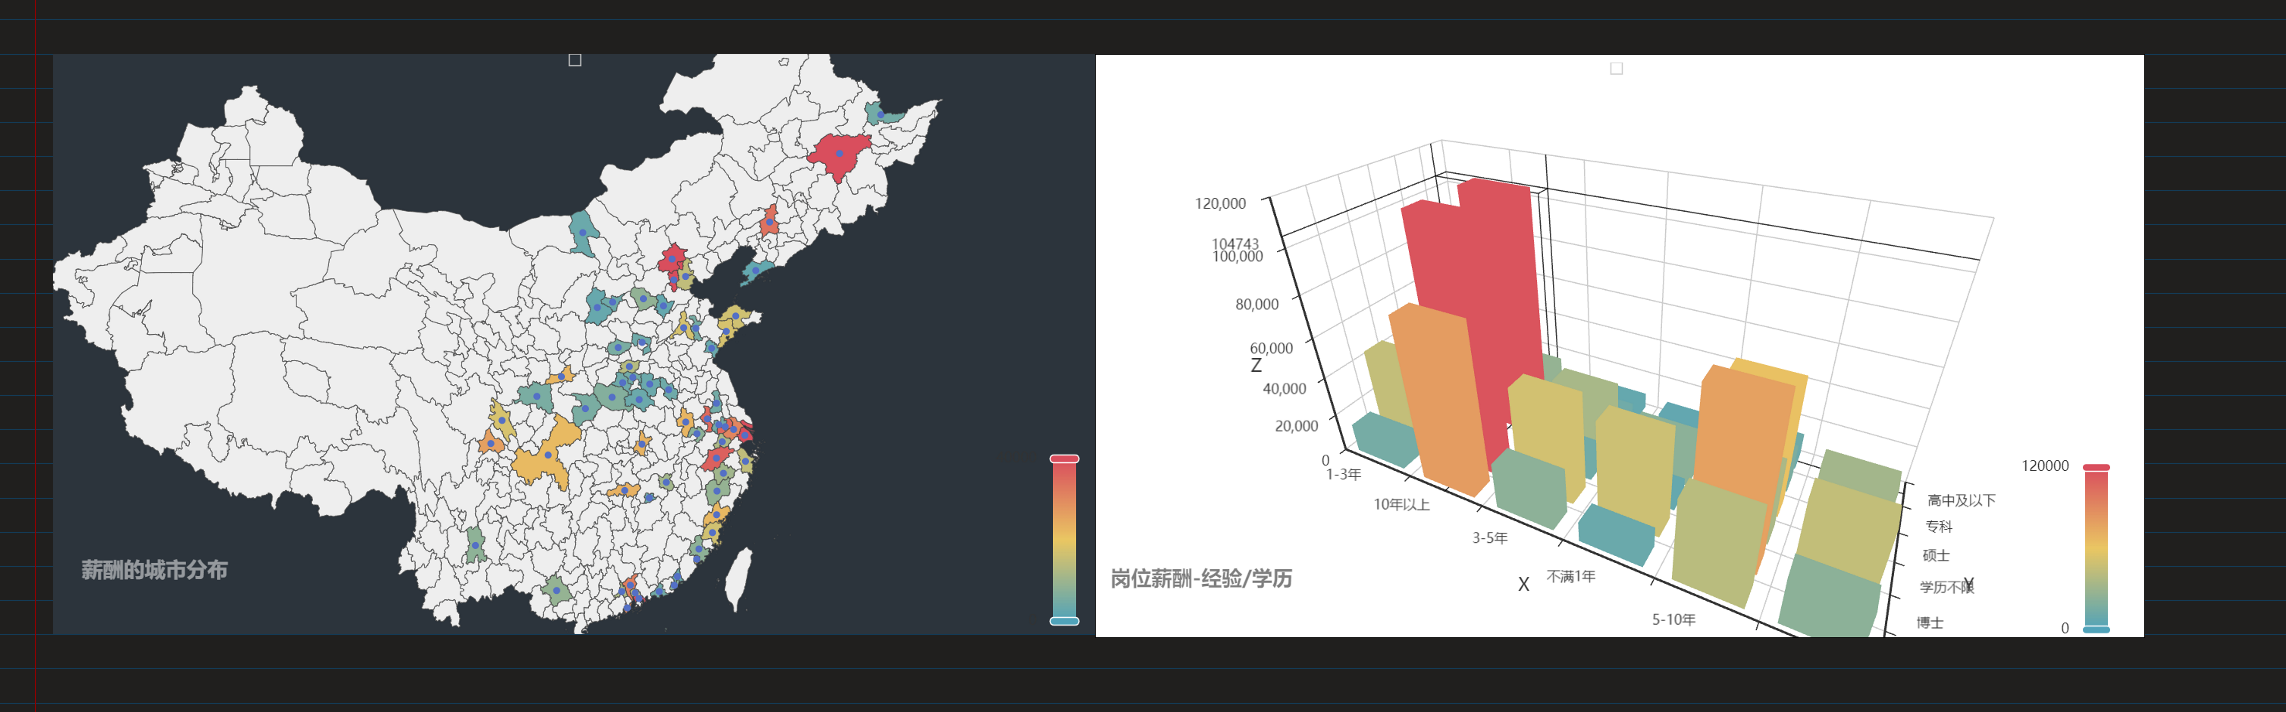 薪酬的城市分布
120,000
104743
100,000
80,000
60,000
Z
40,000
20,000
0
1-3年
10年以上
3-5年
X
不满1年
5-10年
高中及以下
专科
硕士
学历不限
Y
博士
岗位薪酬-经验/学历
120000
0